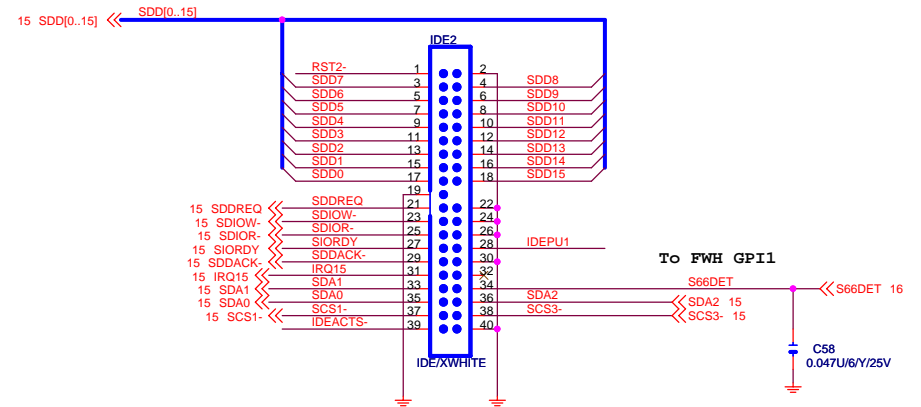 15 SDD[0..15] SDD[0..15]
IDE2
RST2- 1 2
SDD7 3 4 SDD8
SDD6 5 6 SDD9
SDD5 7 8 SDD10
SDD4 9 10 SDD11
SDD3 11 12 SDD12
SDD2 13 14 SDD13
SDD1 15 16 SDD14
SDD0 17 18 SDD15
19
15 SDDREQ SDDREQ 21 22
15 SDIOW- SDIOW- 23 24
15 SDIOR- SDIOR- 25 26
15 SIORDY SIORDY 27 28 IDEPU1
15 SDDACK- SDDACK- 29 30
To FWH GPI1
15 IRQ15 IRQ15 31 32
15 SDA1 SDA1 33 34 S66DET S66DET 16
15 SDA0 SDA0 35 36 SDA2 SDA2 15
15 SCS1- SCS1- 37 38 SCS3- SCS3- 15
IDEACTS- 39 40
IDE/XWHITE
C58
0.047U/6/Y/25V